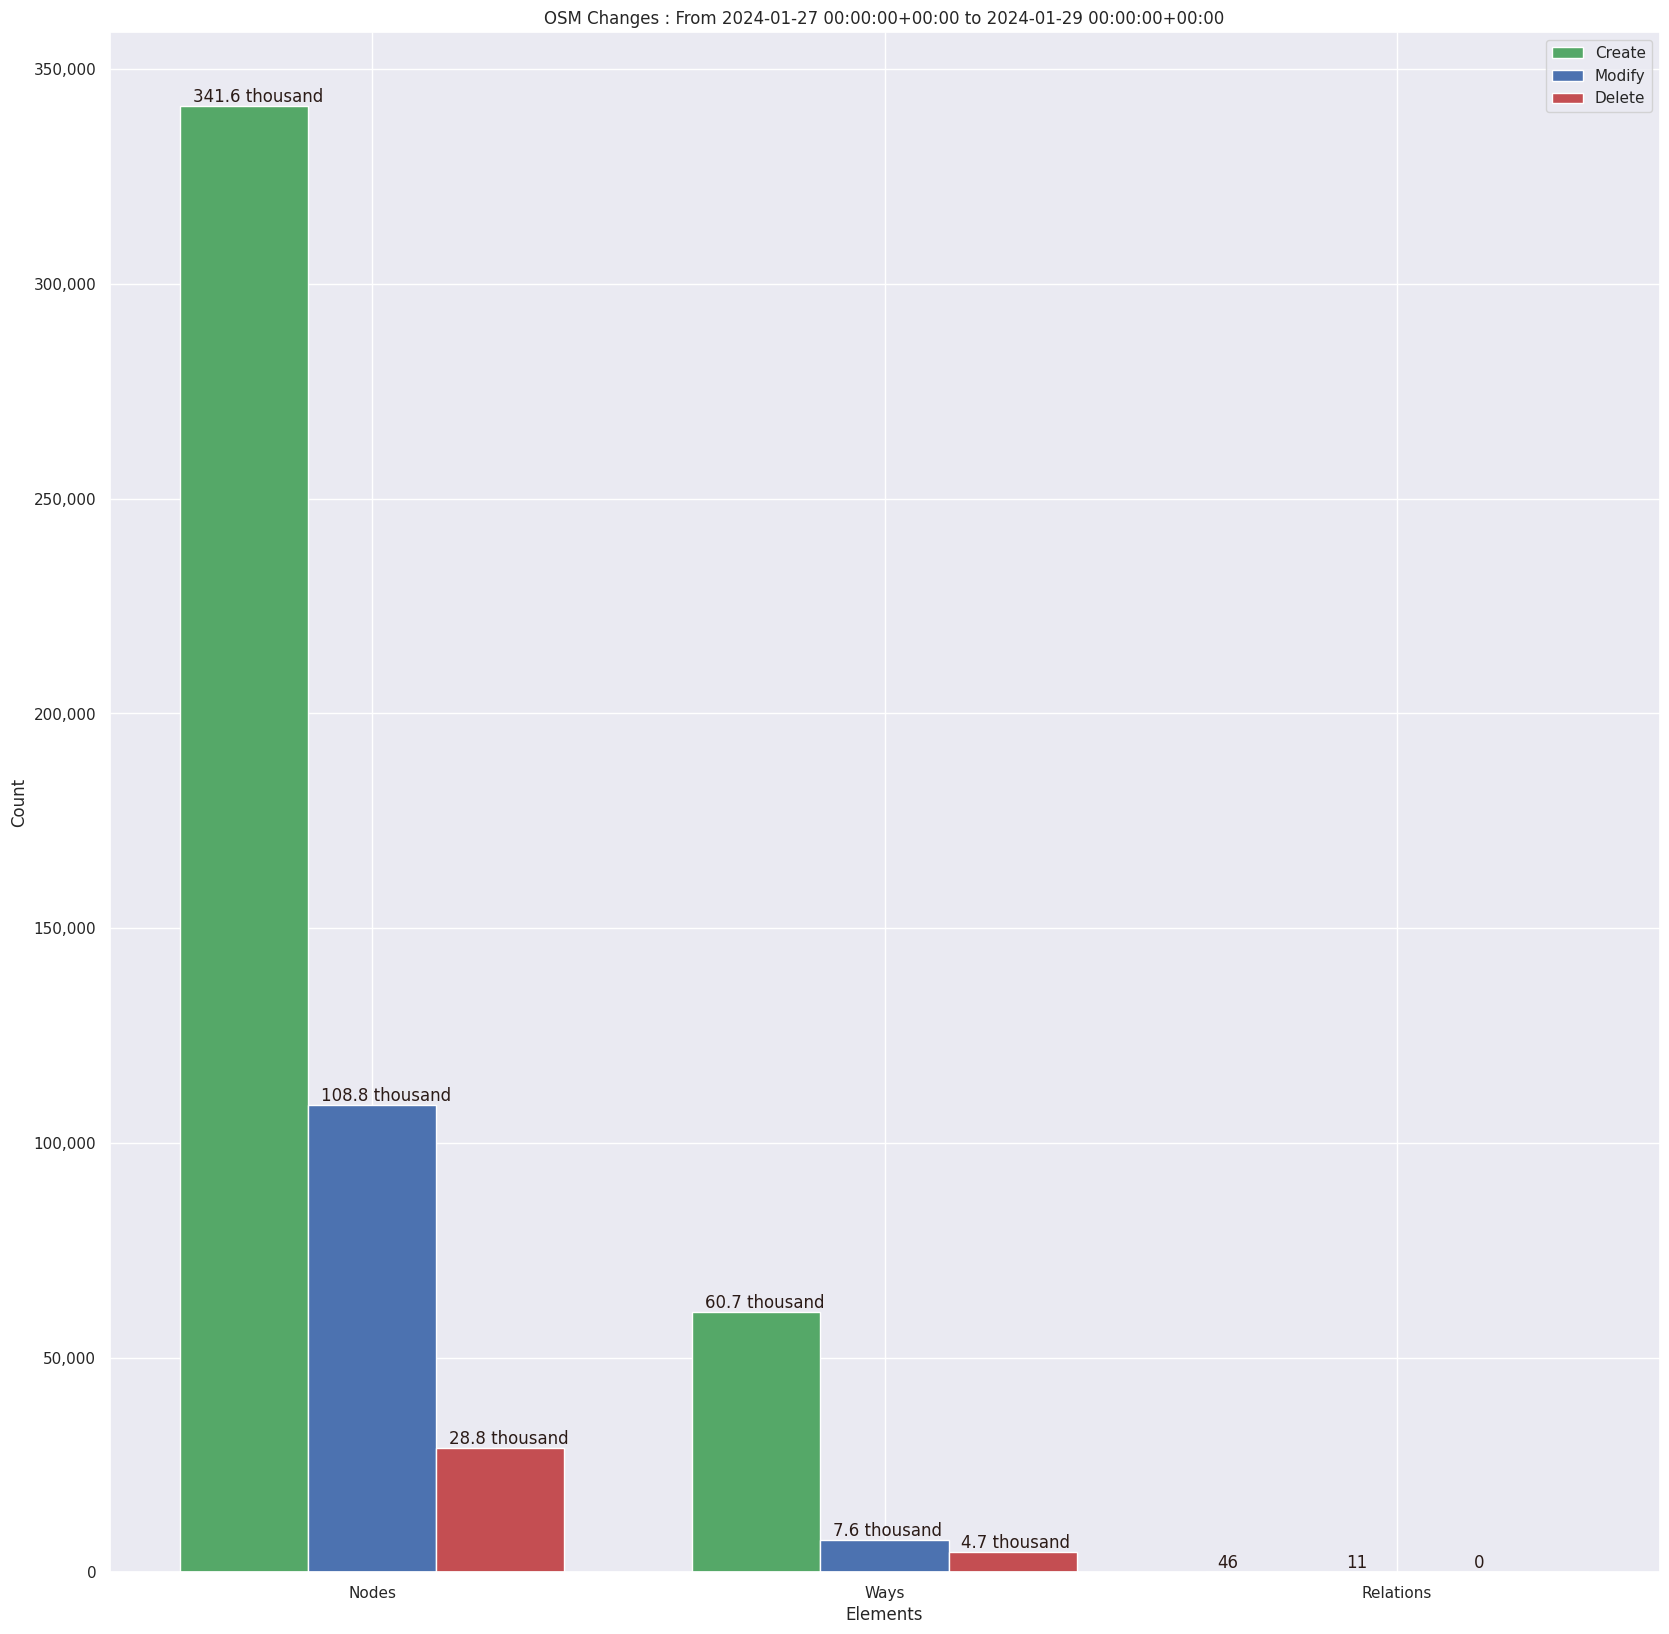 OSM Changes : From 2024-01-27 00:00:00+00:00 to 2024-01-29 00:00:00+00:00
Create
Modify
Delete
350,000
300,000
250,000
200,000
150,000
100,000
50,000
0
Count
341.6 thousand
108.8 thousand
28.8 thousand
60.7 thousand
7.6 thousand
4.7 thousand
46
11
0
Nodes
Ways
Relations
Elements